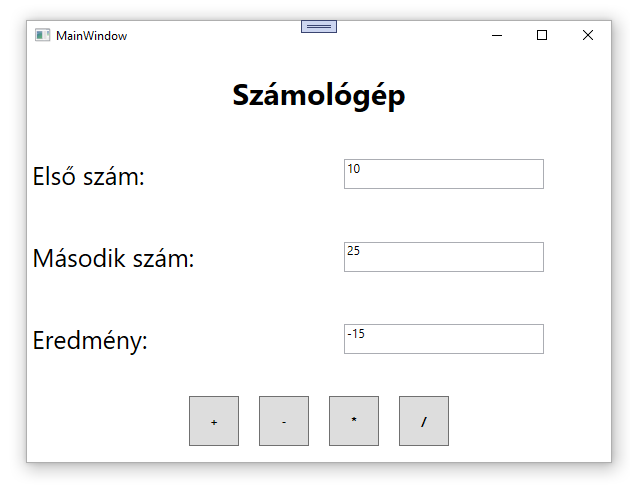 MainWindow
Számológép
Első szám: 10
Második szám: 25
Eredmény: -15
+ - * /